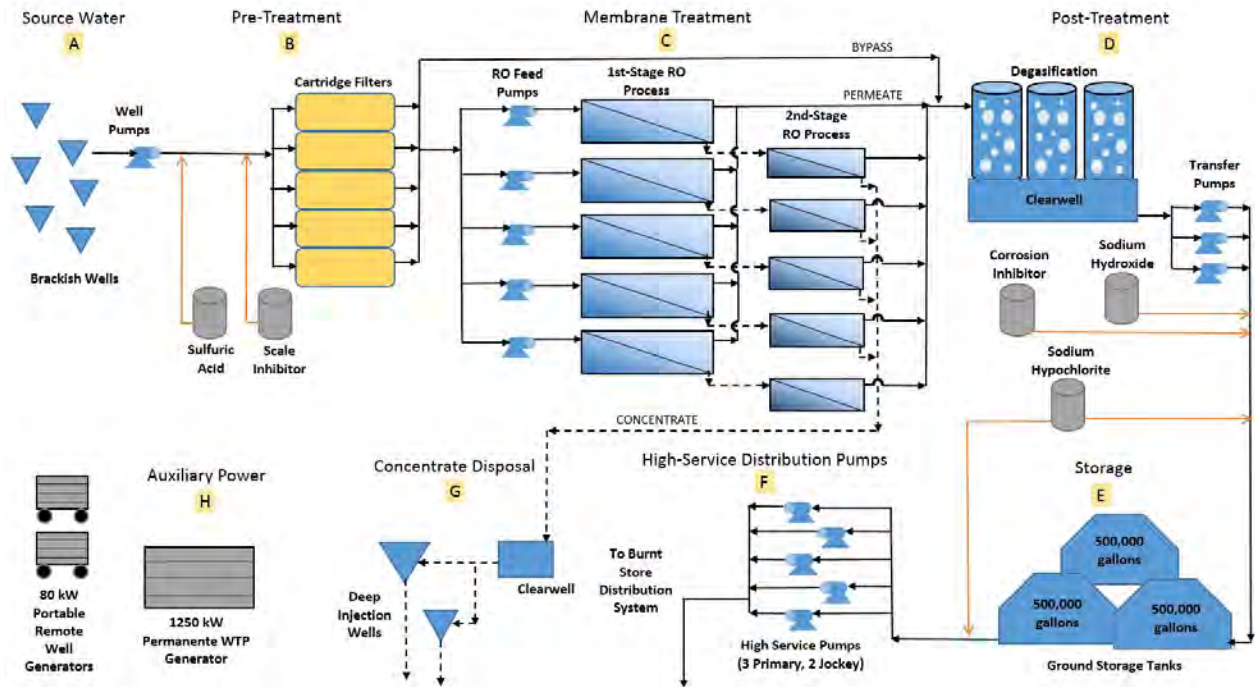 Source Water
A
Pre-Treatment
B
Membrane Treatment
C
Post-Treatment
D
BYPASS
Cartridge Filters
RO Feed
Pumps
1st-Stage RO
Process
PERMEATE
2nd-Stage
RO Process
Degasification
Well
Pumps
Brackish Wells
Sulfuric
Acid
Scale
Inhibitor
Clearwell
Transfer
Pumps
Corrosion
Inhibitor
Sodium
Hydroxide
Sodium
Hypochlorite
CONCENTRATE
Auxiliary Power
H
80 kW
Portable
Remote
Well
Generators
1250 kW
Permanente WTP
Generator
Concentrate Disposal
G
Clearwell
Deep
Injection
Wells
High-Service Distribution Pumps
F
To Burnt
Store
Distribution
System
High Service Pumps
(3 Primary, 2 Jockey)
Storage
E
500,000
gallons
500,000
gallons
500,000
gallons
Ground Storage Tanks